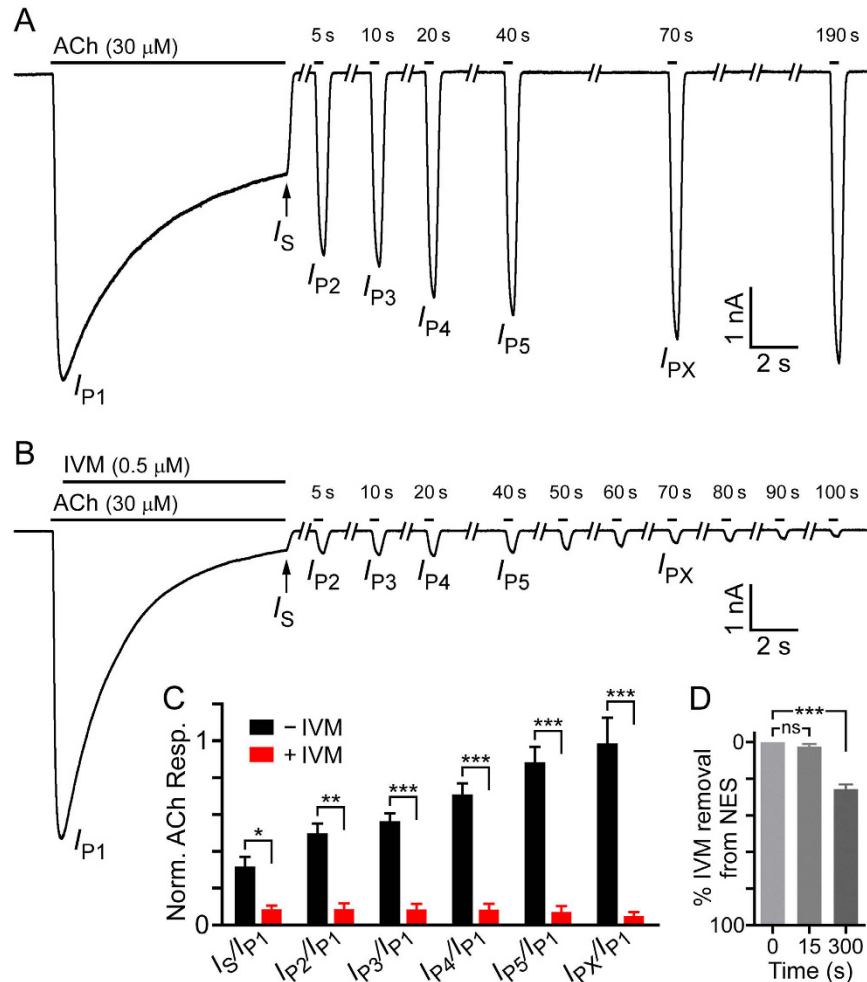 A
ACh (30 μM)
5 s 10 s 20 s 40 s 70 s 190 s
IS
IP2
IP3
IP4
IP5
IPX
IP1
1 nA
2 s
B
IVM (0.5 μM)
ACh (30 μM)
5 s 10 s 20 s 40 s 50 s 60 s 70 s 80 s 90 s 100 s
IS
IP2 IP3 IP4 IP5 IPX
IP1
1 nA
2 s
C
− IVM
+ IVM
Norm. ACh Resp.
1
0
* ** *** *** *** ***
IS/IP1 IP2/IP1 IP3/IP1 IP4/IP1 IP5/IP1 IPX/IP1
D
***
ns
% IVM removal
from NES
0
100
0 15 300
Time (s)